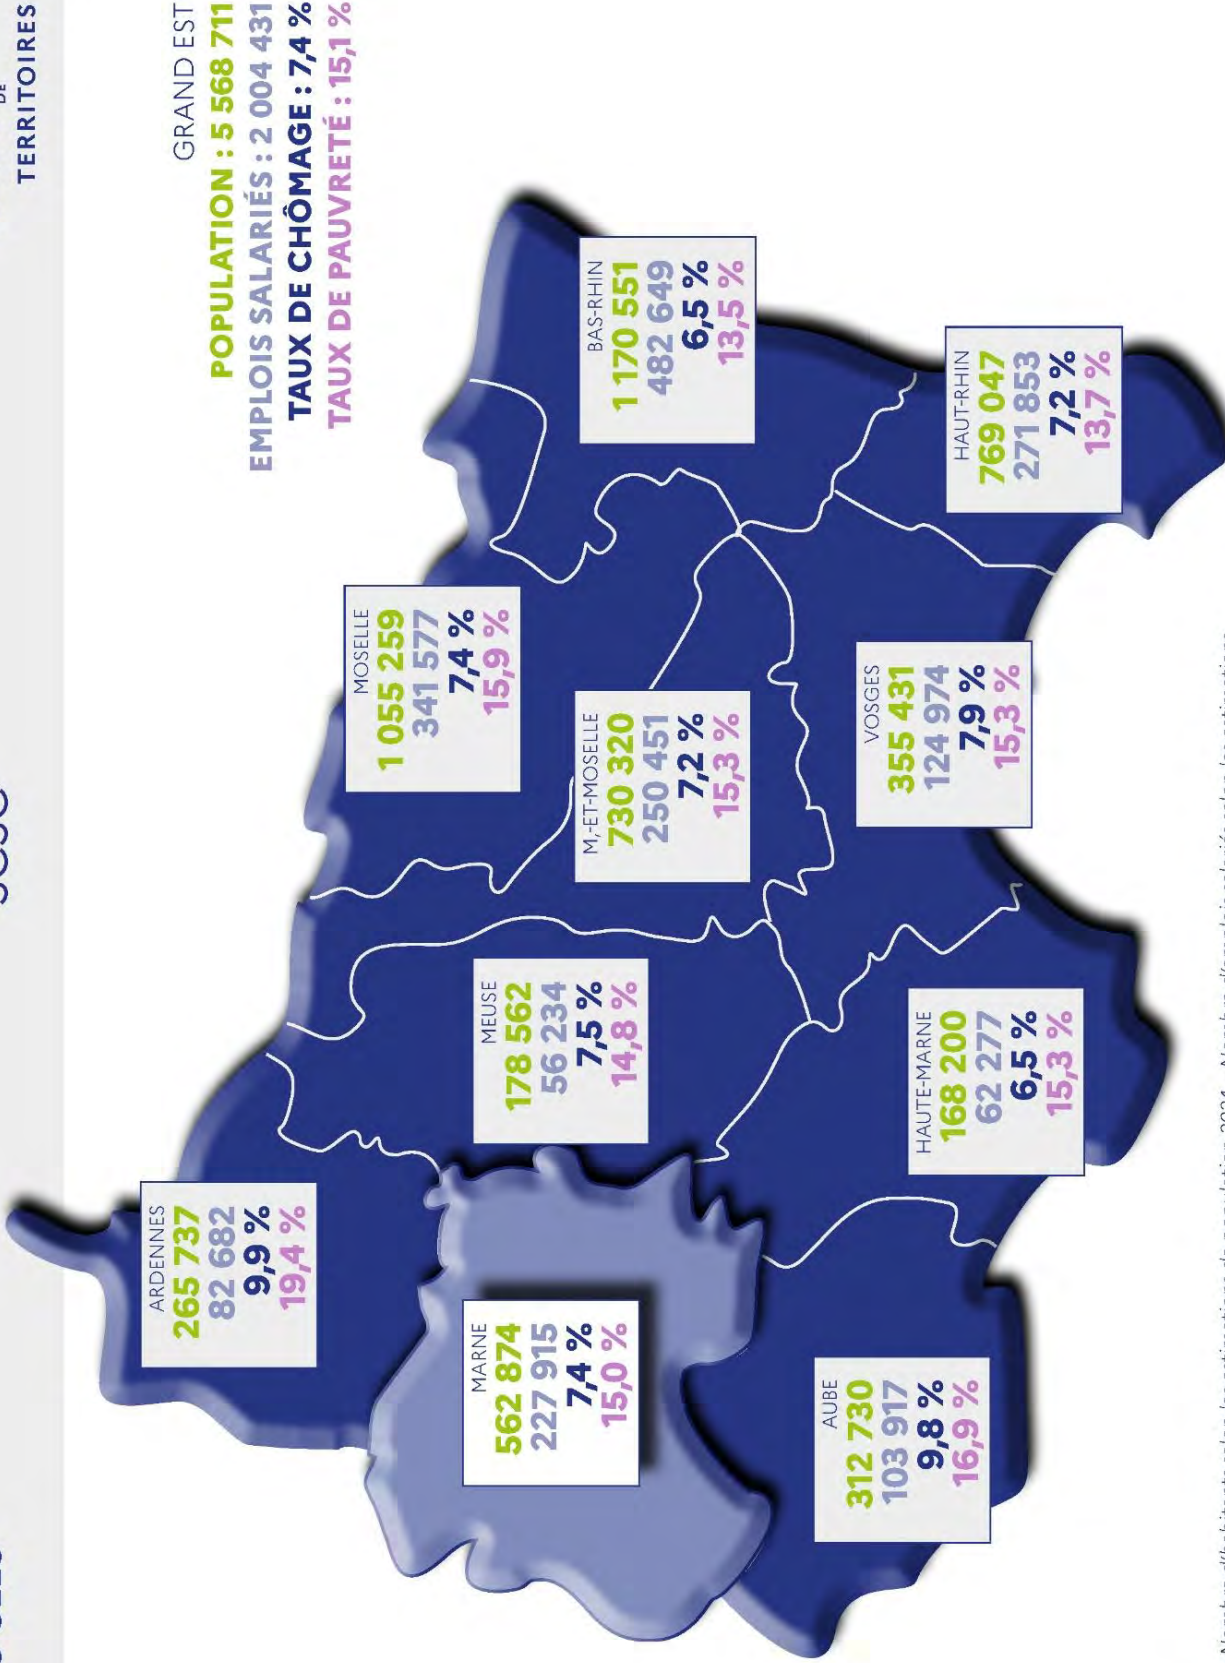 DE
TERRITOIRES
GRAND EST
POPULATION : 5 568 711
EMPLOIS SALARIÉS : 2 004 431
TAUX DE CHÔMAGE : 7,4 %
TAUX DE PAUVRETÉ : 15,1 %
ARDENNES
265 737
82 682
9,9 %
19,4 %
MOSELLE
1 055 259
341 577
7,4 %
15,9 %
MARNE
562 874
227 915
7,4 %
15,0 %
MEUSE
178 562
56 234
7,5 %
14,8 %
M,-ET-MOSELLE
730 320
250 451
7,2 %
15,3 %
BAS-RHIN
1 170 551
482 649
6,5 %
13,5 %
AUBE
312 730
103 917
9,8 %
16,9 %
HAUTE-MARNE
168 200
62 277
6,5 %
15,3 %
VOSGES
355 431
124 974
7,9 %
15,3 %
HAUT-RHIN
769 047
271 853
7,2 %
13,7 %